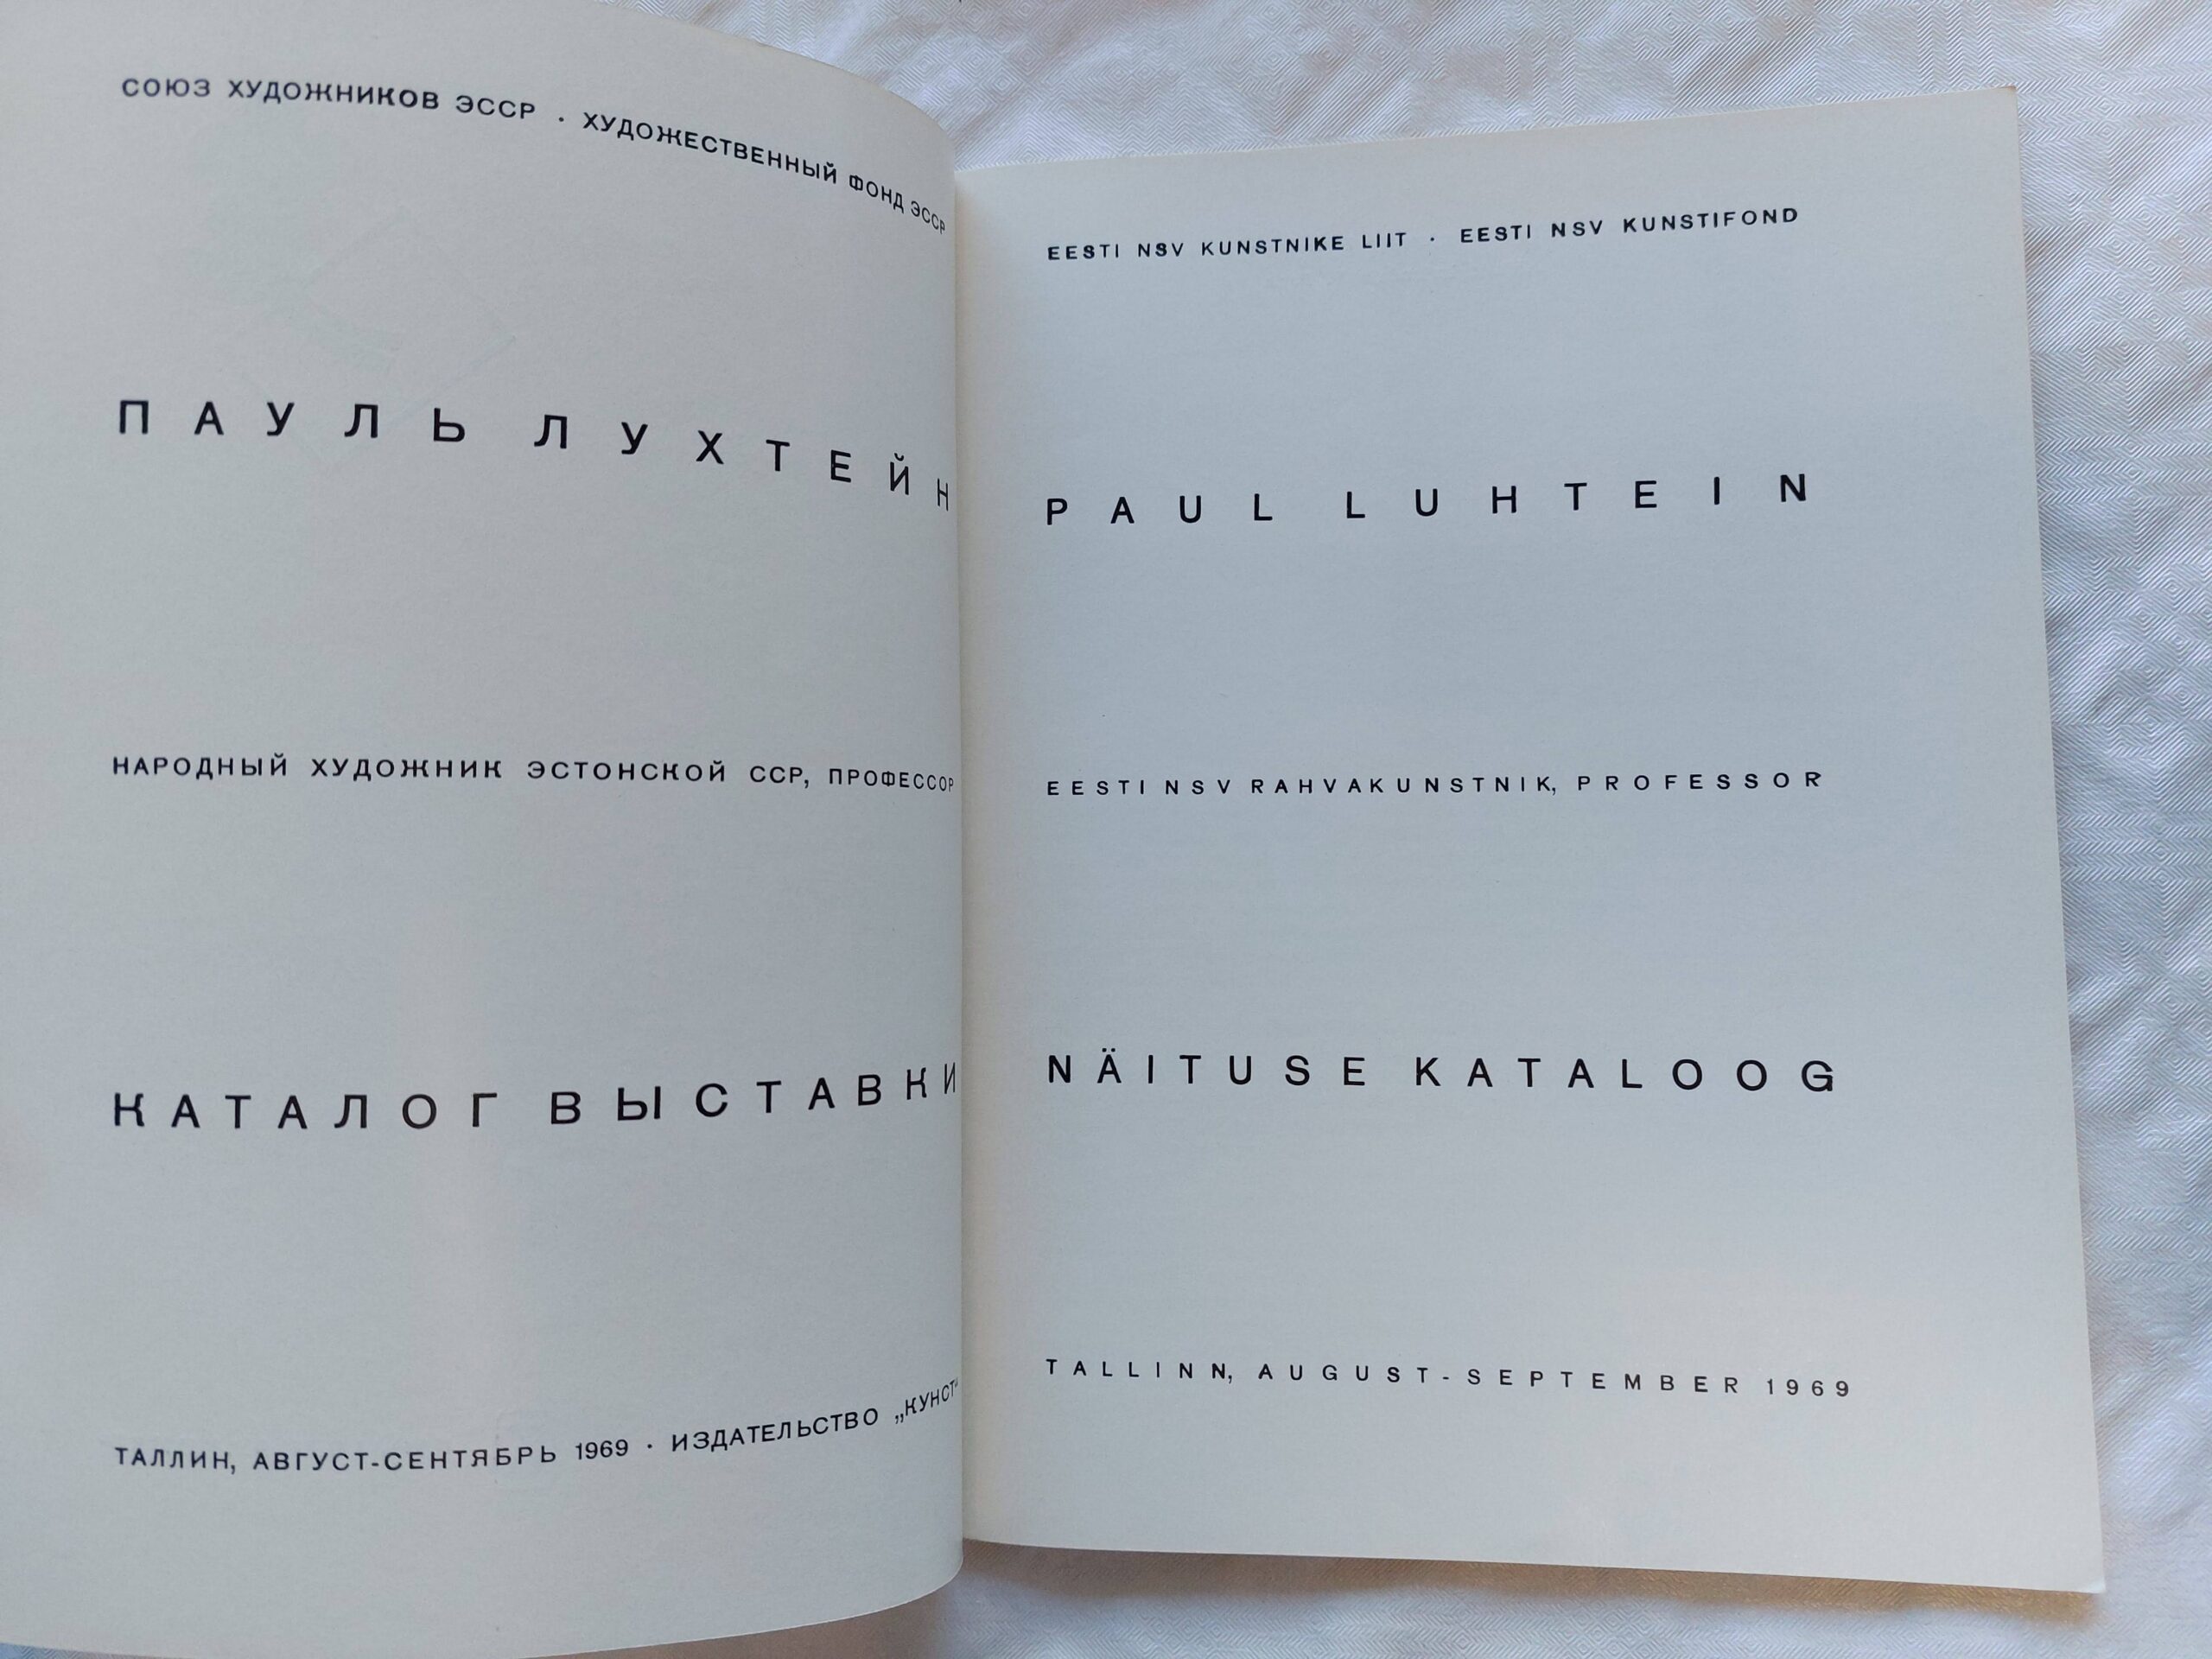 СОЮЗ ХУДОЖНИКОВ ЭССР · ХУДОЖЕСТВЕННЫЙ ФОНД ЭССР
ПАУЛЬ ЛУХТЕЙН
НАРОДНЫЙ ХУДОЖНИК ЭСТОНСКОЙ ССР, ПРОФЕССОР
КАТАЛОГ ВЫСТАВКИ
ТАЛЛИН, АВГУСТ-СЕНТЯБРЬ 1969 · ИЗДАТЕЛЬСТВО „КУНСТ“
EESTI NSV KUNSTNIKE LIIT · EESTI NSV KUNSTIFOND
PAUL LUHTEIN
EESTI NSV RAHVAKUNSTNIK, PROFESSOR
NÄITUSE KATALOOG
TALLINN, AUGUST-SEPTEMBER 1969